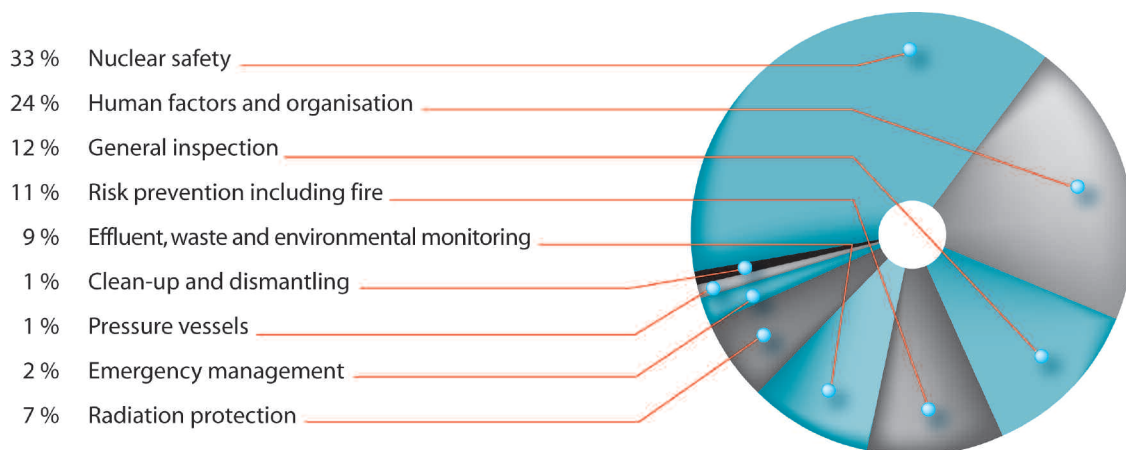 33 % Nuclear safety
24 % Human factors and organisation
12 % General inspection
11 % Risk prevention including fire
9 % Effluent, waste and environmental monitoring
1 % Clean-up and dismantling
1 % Pressure vessels
2 % Emergency management
7 % Radiation protection